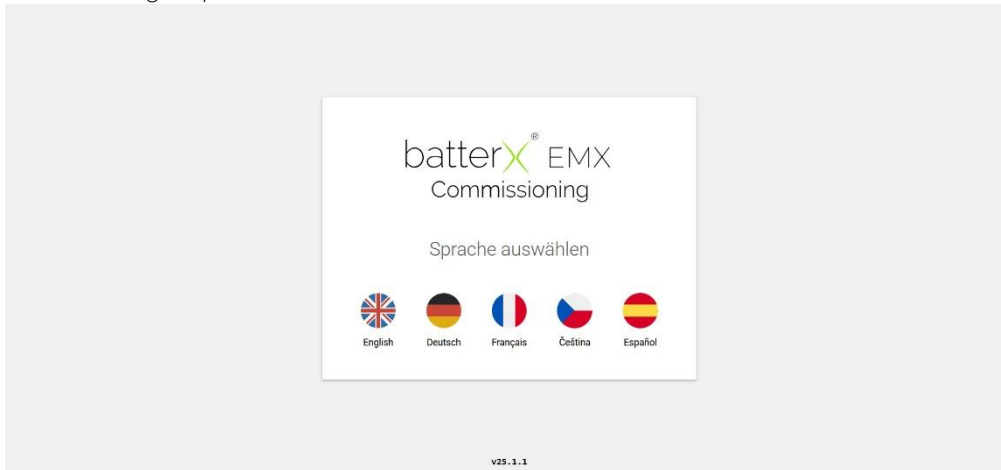 batterX® EMX
Commissioning
Sprache auswählen
English Deutsch Français Čeština Español
v25.1.1